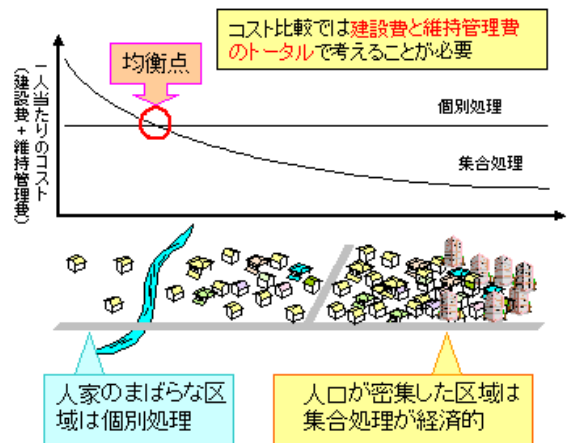 コスト比較では建設費と維持管理費
のトータルで考えることが必要
均衡点
一人当たりのコスト
(建設費+維持管理費)
個別処理
集合処理
人家のまばらな区
域は個別処理
人口が密集した区域は
集合処理が経済的